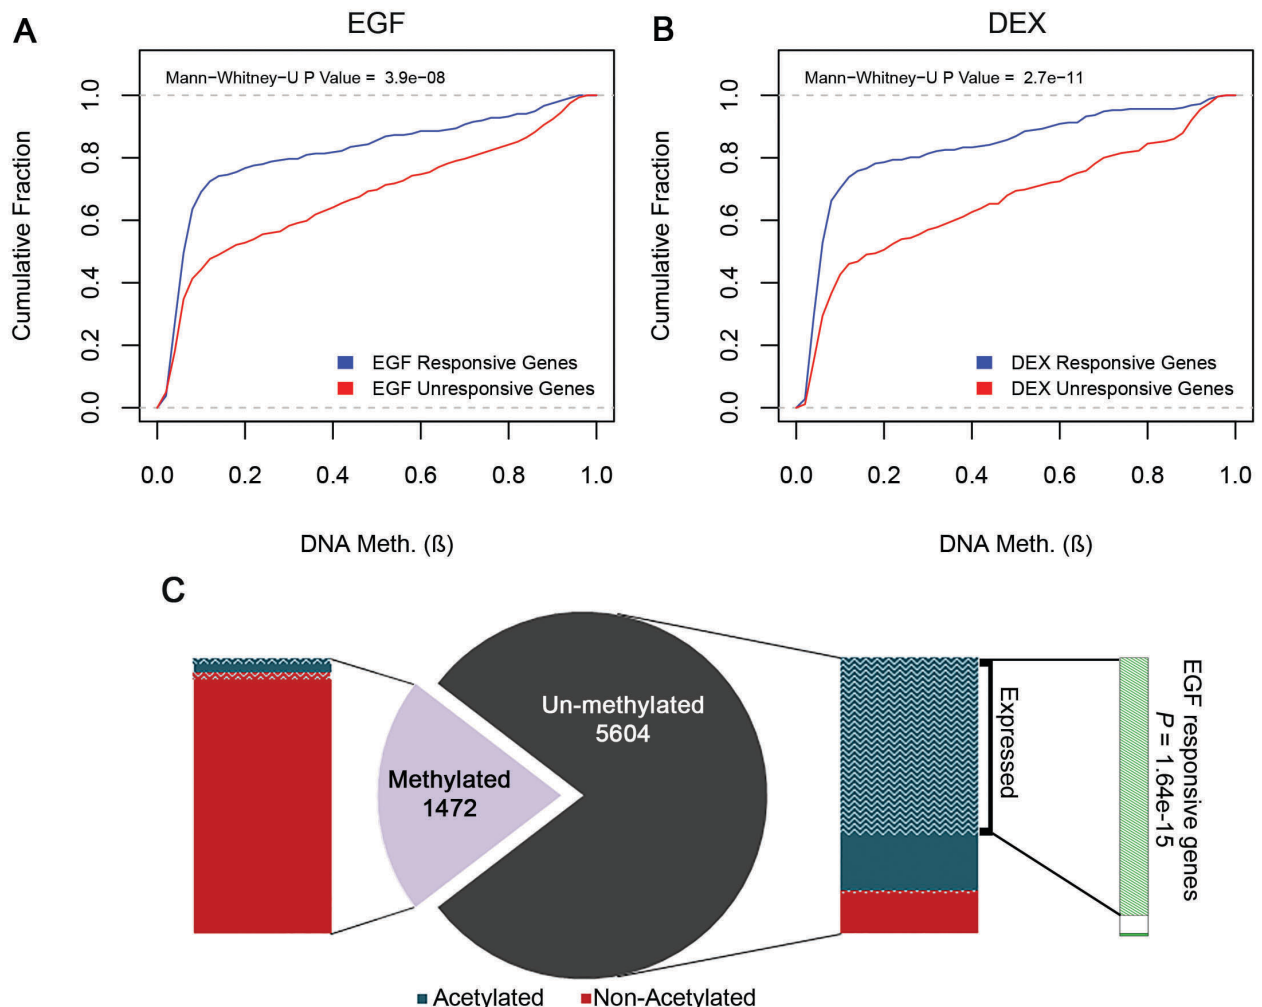 A
EGF
Mann−Whitney−U P Value = 3.9e−08
Cumulative Fraction
1.0
0.8
0.6
0.4
0.2
0.0
EGF Responsive Genes
EGF Unresponsive Genes
0.0 0.2 0.4 0.6 0.8 1.0
DNA Meth. (ß)
B
DEX
Mann−Whitney−U P Value = 2.7e−11
Cumulative Fraction
1.0
0.8
0.6
0.4
0.2
0.0
DEX Responsive Genes
DEX Unresponsive Genes
0.0 0.2 0.4 0.6 0.8 1.0
DNA Meth. (ß)
C
Un-methylated
5604
Methylated
1472
Expressed
EGF responsive genes
P = 1.64e-15
Acetylated
Non-Acetylated